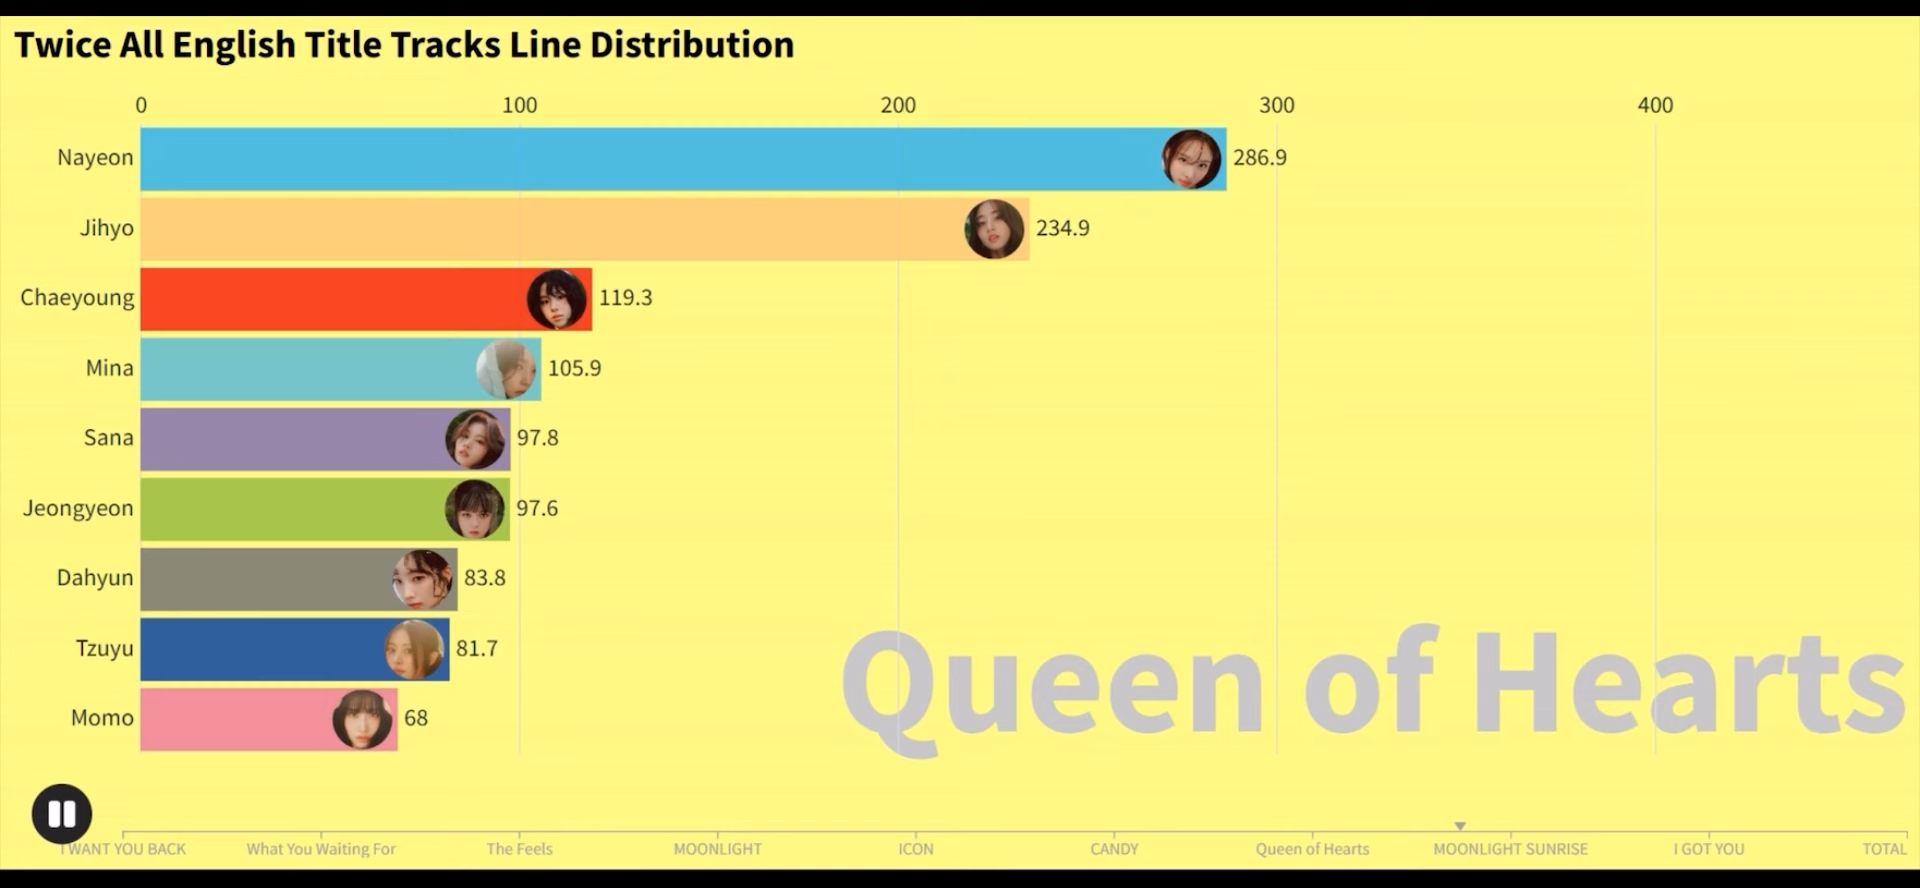 Twice All English Title Tracks Line Distribution
0 100 200 300 400
Nayeon 286.9
Jihyo 234.9
Chaeyoung 119.3
Mina 105.9
Sana 97.8
Jeongyeon 97.6
Dahyun 83.8
Tzuyu 81.7
Momo 68
Queen of Hearts
I WANT YOU BACK What You Waiting For The Feels MOONLIGHT ICON CANDY Queen of Hearts MOONLIGHT SUNRISE I GOT YOU TOTAL